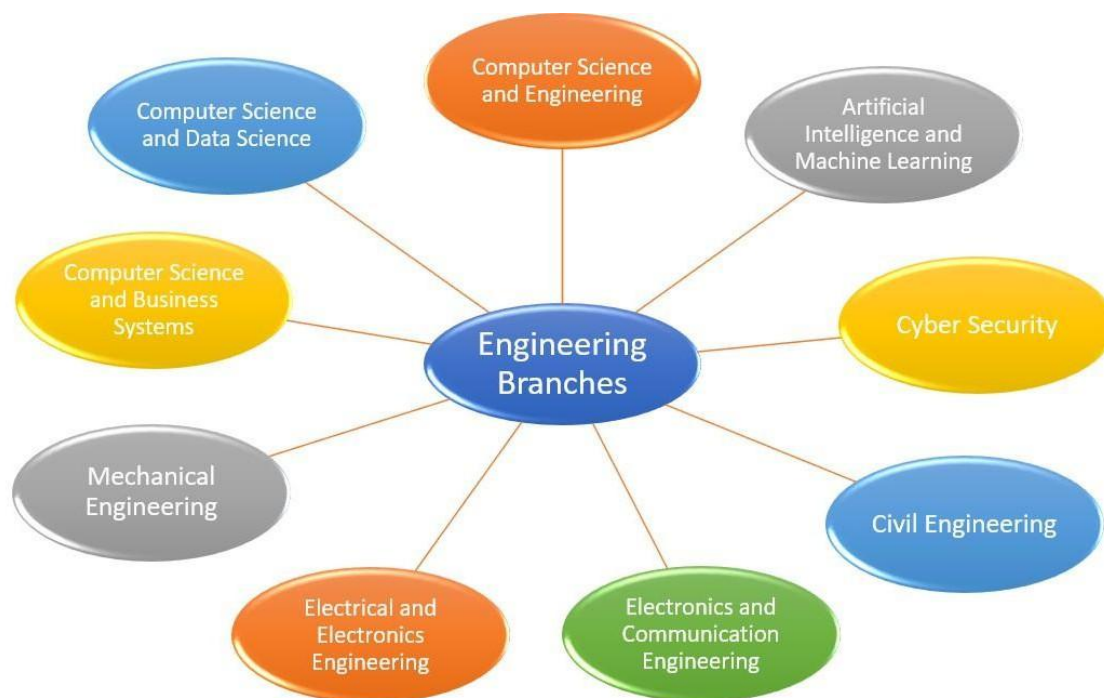 Computer Science
and Engineering
Computer Science
and Data Science
Artificial
Intelligence and
Machine Learning
Computer Science
and Business
Systems
Cyber Security
Engineering
Branches
Mechanical
Engineering
Civil Engineering
Electrical and
Electronics
Engineering
Electronics and
Communication
Engineering